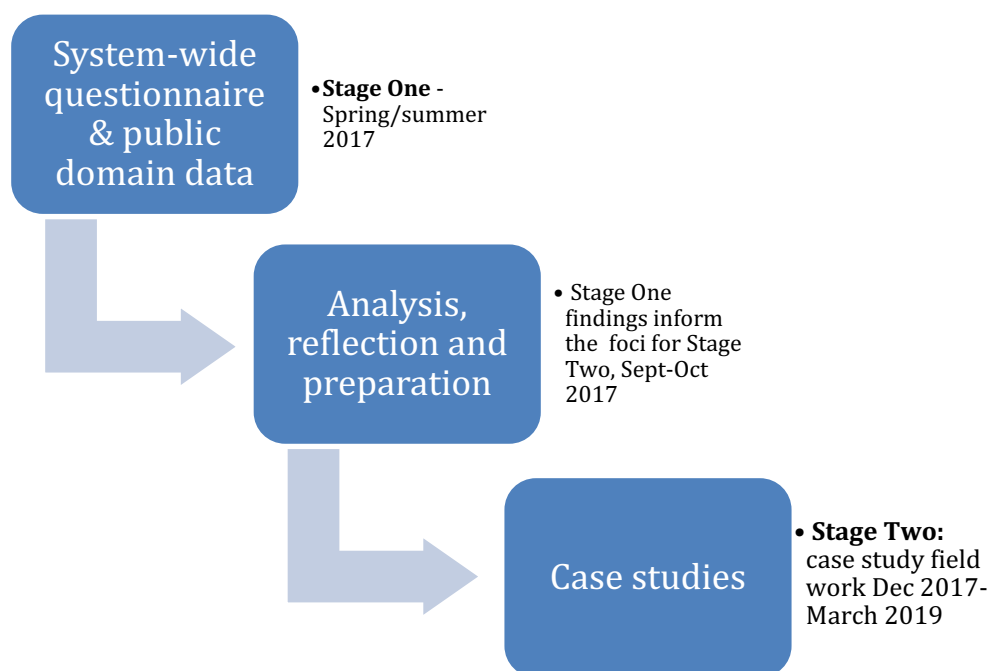 System-wide
questionnaire
& public
domain data
•Stage One -
Spring/summer
2017
Analysis,
reflection and
preparation
• Stage One
findings inform
the foci for Stage
Two, Sept-Oct
2017
Case studies
• Stage Two:
case study field
work Dec 2017-
March 2019